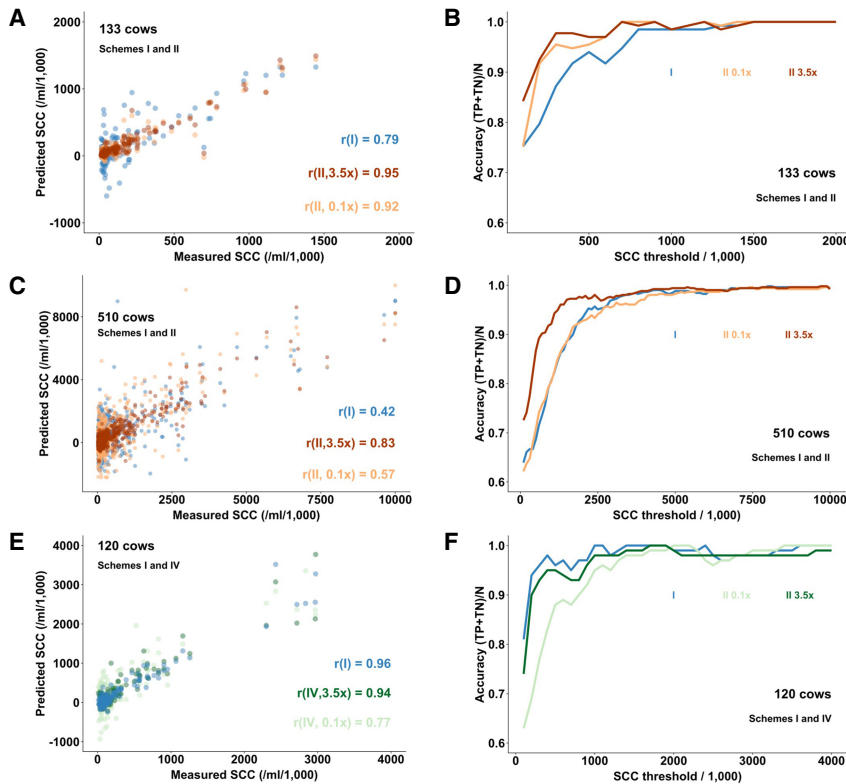 A
133 cows
Schemes I and II
Predicted SCC (/ml/1,000)
2000
1000
0
-1000
r(I) = 0.79
r(II,3.5x) = 0.95
r(II, 0.1x) = 0.92
0 500 1000 1500 2000
Measured SCC (/ml/1,000)
B
Accuracy (TP+TN)/N
1.0
0.9
0.8
0.7
0.6
I II 0.1x II 3.5x
133 cows
Schemes I and II
500 1000 1500 2000
SCC threshold / 1,000)
C
510 cows
Schemes I and II
Predicted SCC (/ml/1,000)
8000
4000
0
r(I) = 0.42
r(II,3.5x) = 0.83
r(II, 0.1x) = 0.57
0 2500 5000 7500 10000
Measured SCC (/ml/1,000)
D
Accuracy (TP+TN)/N
1.0
0.9
0.8
0.7
0.6
I II 0.1x II 3.5x
510 cows
Schemes I and II
0 2500 5000 7500 10000
SCC threshold / 1,000)
E
120 cows
Schemes I and IV
Predicted SCC (/ml/1,000)
4000
3000
2000
1000
0
-1000
r(I) = 0.96
r(IV,3.5x) = 0.94
r(IV, 0.1x) = 0.77
0 1000 2000 3000 4000
Measured SCC (/ml/1,000)
F
Accuracy (TP+TN)/N
1.0
0.9
0.8
0.7
0.6
I II 0.1x II 3.5x
120 cows
Schemes I and IV
0 1000 2000 3000 4000
SCC threshold / 1,000)